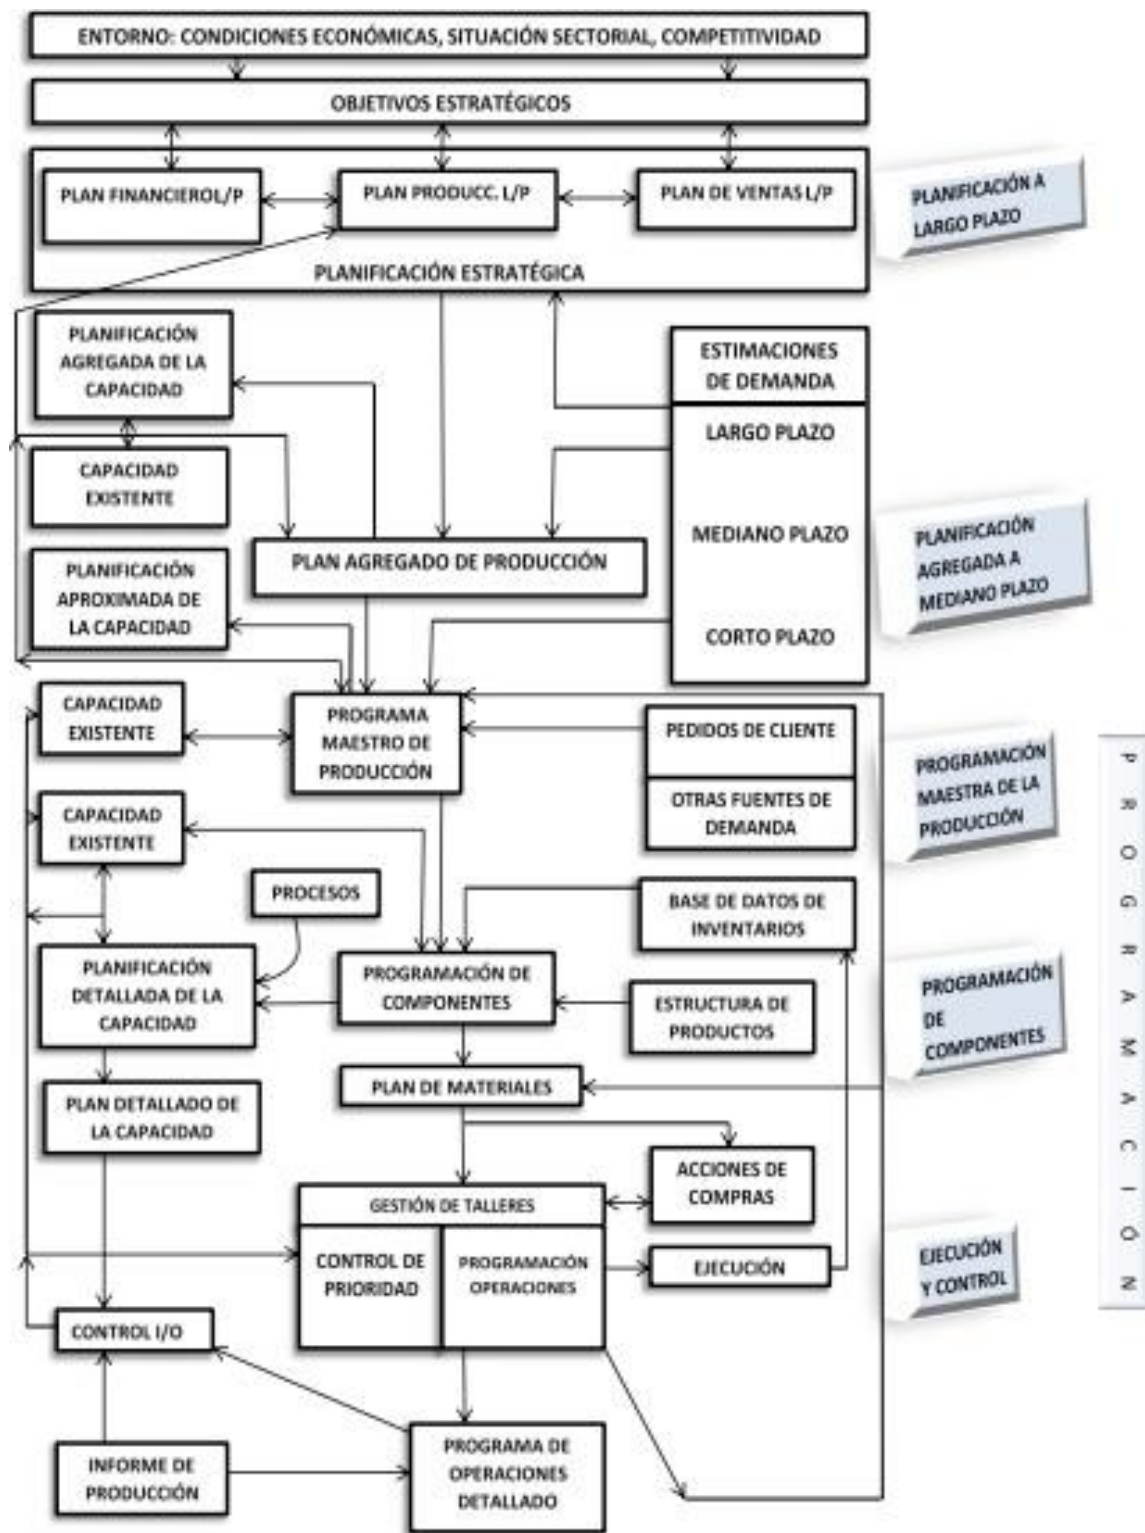 ENTORNO: CONDICIONES ECONÓMICAS, SITUACIÓN SECTORIAL, COMPETITIVIDAD
OBJETIVOS ESTRATÉGICOS
PLAN FINANCIEROL/P
PLAN PRODUCC. L/P
PLAN DE VENTAS L/P
PLANIFICACIÓN ESTRATÉGICA
PLANIFICACIÓN A
LARGO PLAZO
PLANIFICACIÓN
AGREGADA DE LA
CAPACIDAD
ESTIMACIONES
DE DEMANDA
LARGO PLAZO
MEDIANO PLAZO
CORTO PLAZO
CAPACIDAD
EXISTENTE
PLAN AGREGADO DE PRODUCCIÓN
PLANIFICACIÓN
AGREGADA A
MEDIANO PLAZO
PLANIFICACIÓN
APROXIMADA DE
LA CAPACIDAD
CAPACIDAD
EXISTENTE
PROGRAMA
MAESTRO DE
PRODUCCIÓN
PEDIDOS DE CLIENTE
OTRAS FUENTES DE
DEMANDA
PROGRAMACIÓN
MAESTRA DE LA
PRODUCCIÓN
CAPACIDAD
EXISTENTE
PROCESOS
BASE DE DATOS DE
INVENTARIOS
PLANIFICACIÓN
DETALLADA DE LA
CAPACIDAD
PROGRAMACIÓN DE
COMPONENTES
ESTRUCTURA DE
PRODUCTOS
PROGRAMACIÓN
DE
COMPONENTES
PLAN DE MATERIALES
PLAN DETALLADO DE
LA CAPACIDAD
ACCIONES DE
COMPRAS
GESTIÓN DE TALLERES
CONTROL DE
PRIORIDAD
PROGRAMACIÓN
OPERACIONES
EJECUCIÓN
EJECUCIÓN
Y CONTROL
CONTROL I/O
INFORME DE
PRODUCCIÓN
PROGRAMA DE
OPERACIONES
DETALLADO
PROGRAMACIÓN